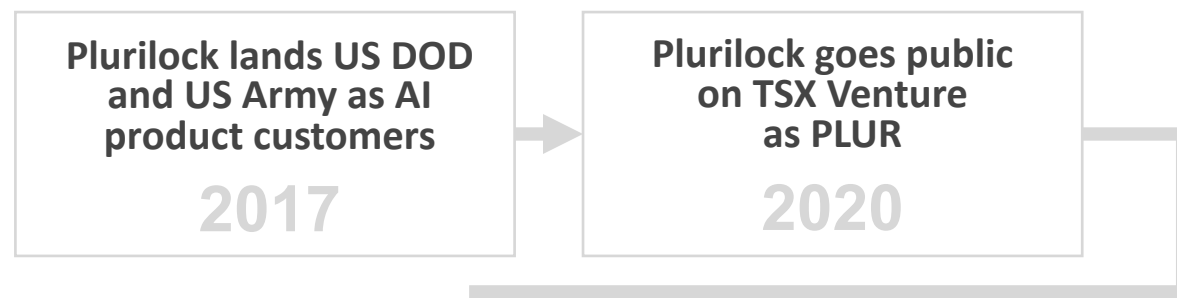 Plurilock lands US DOD
and US Army as AI
product customers
2017
Plurilock goes public
on TSX Venture
as PLUR
2020